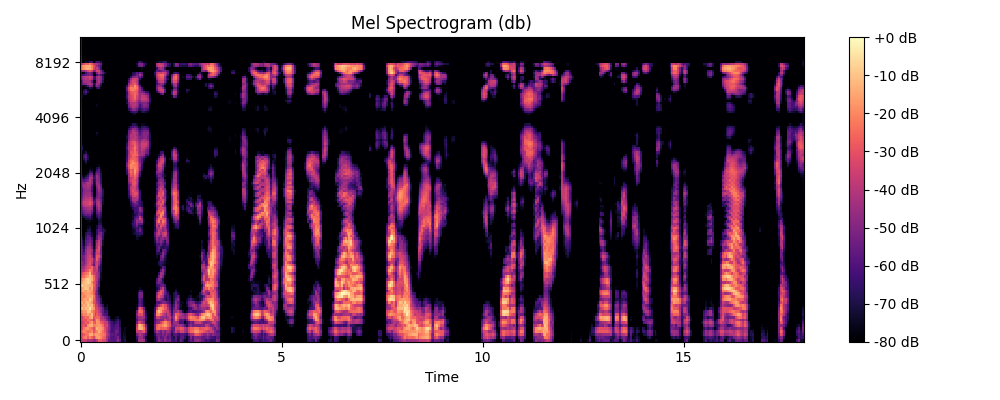 Mel Spectrogram (db)
Hz
8192
4096
2048
1024
512
0
0 5 10 15
Time
+0 dB
-10 dB
-20 dB
-30 dB
-40 dB
-50 dB
-60 dB
-70 dB
-80 dB